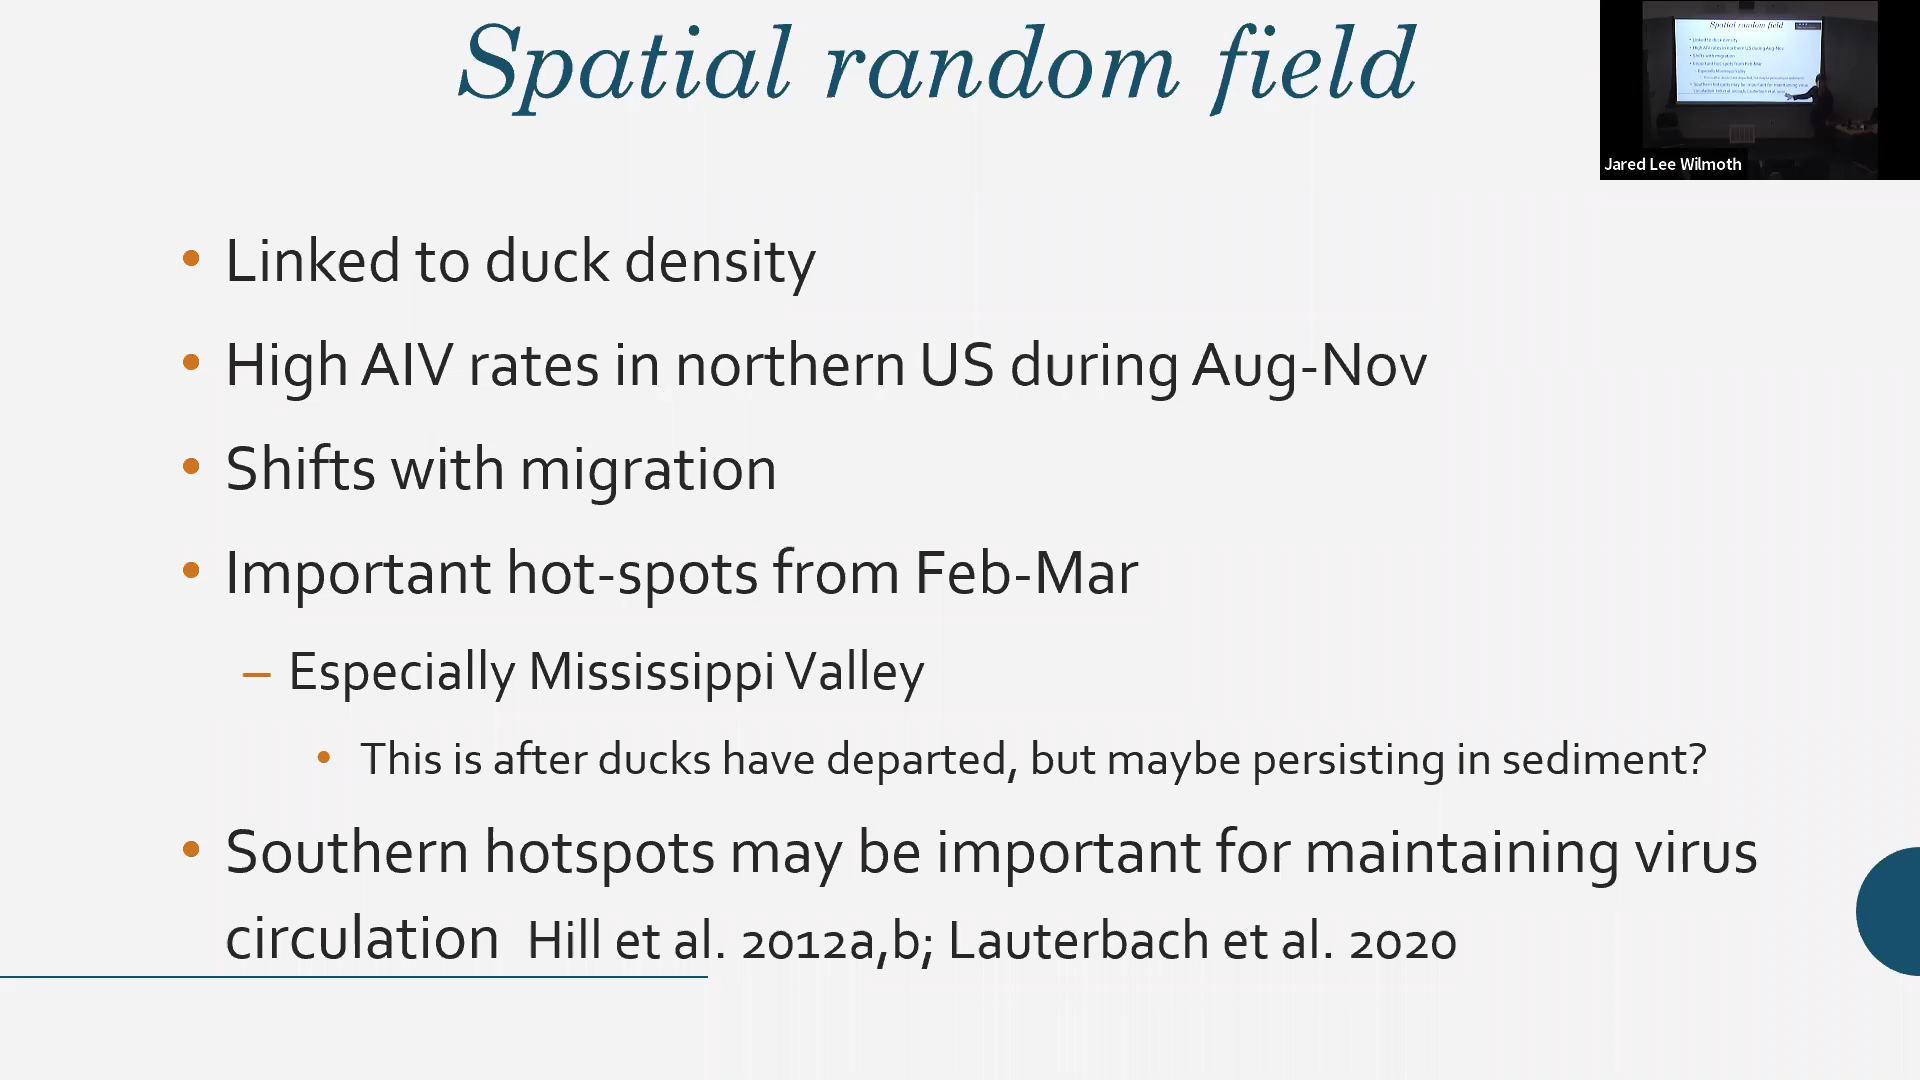 Spatial random field
Jared Lee Wilmoth
• Linked to duck density
• High AIV rates in northern US during Aug-Nov
• Shifts with migration
• Important hot-spots from Feb-Mar
– Especially Mississippi Valley
• This is after ducks have departed, but maybe persisting in sediment?
• Southern hotspots may be important for maintaining virus
circulation Hill et al. 2012a,b; Lauterbach et al. 2020